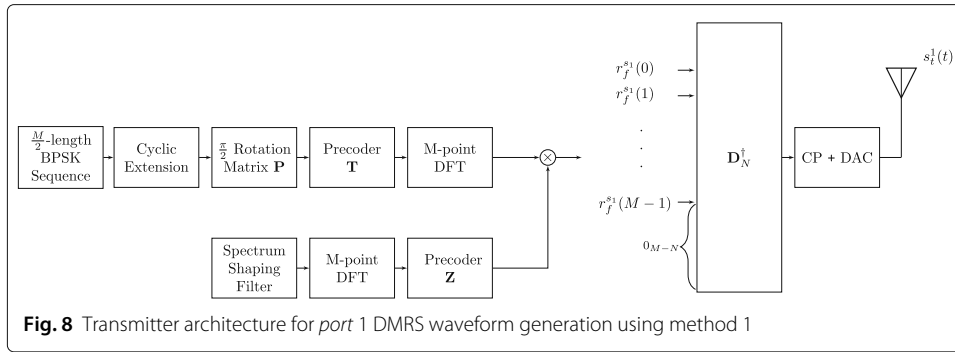 M/2-length
BPSK
Sequence
Cyclic
Extension
π/2 Rotation
Matrix P
Precoder
T
M-point
DFT
Spectrum
Shaping
Filter
M-point
DFT
Precoder
Z
r_f^{s_1}(0)
r_f^{s_1}(1)
.
.
.
r_f^{s_1}(M − 1)
0_{M−N}
D_N^†
CP + DAC
s_t^1(t)
Fig. 8 Transmitter architecture for port 1 DMRS waveform generation using method 1